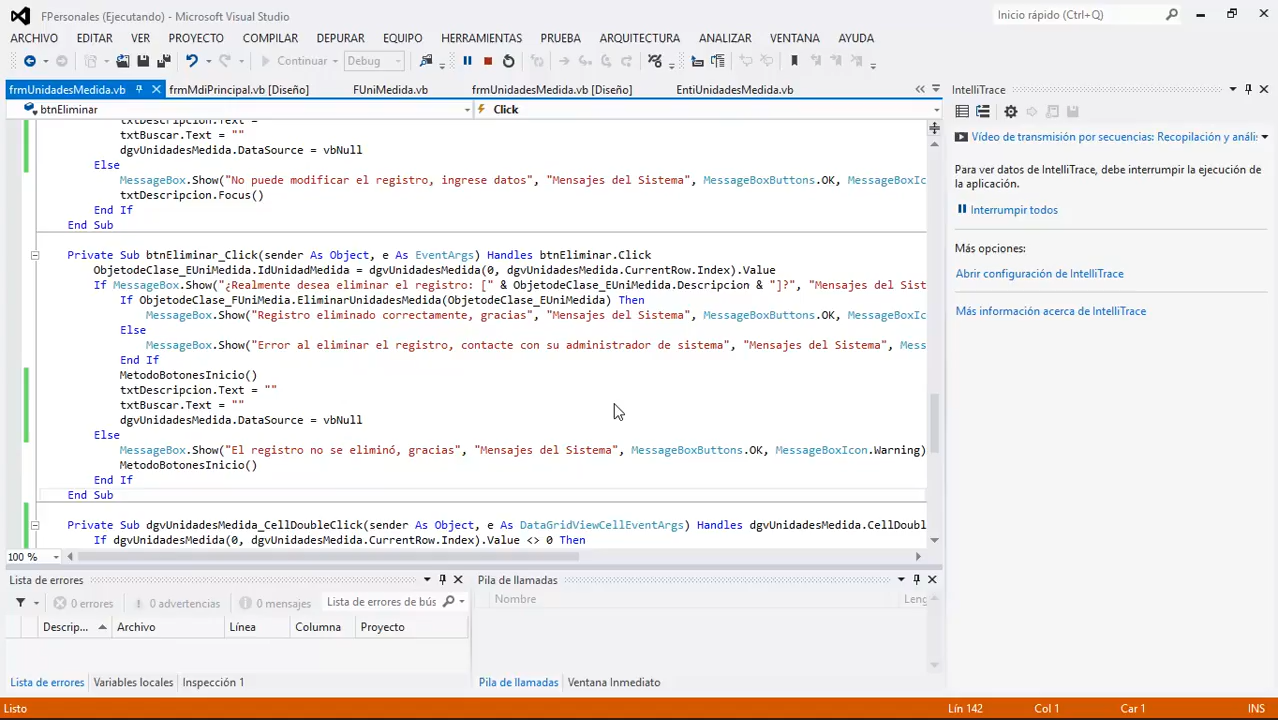 FPersonales (Ejecutando) - Microsoft Visual Studio
Inicio rápido (Ctrl+Q)
ARCHIVO EDITAR VER PROYECTO COMPILAR DEPURAR EQUIPO HERRAMIENTAS PRUEBA ARQUITECTURA ANALIZAR VENTANA AYUDA
Continuar Debug
frmUnidadesMedida.vb frmMdiPrincipal.vb [Diseño] FUniMedida.vb frmUnidadesMedida.vb [Diseño] EntiUnidadesMedida.vb
btnEliminar Click
txtDescripcion.Text = ""
txtBuscar.Text = ""
dgvUnidadesMedida.DataSource = vbNull
Else
MessageBox.Show("No puede modificar el registro, ingrese datos", "Mensajes del Sistema", MessageBoxButtons.OK, MessageBoxIc
txtDescripcion.Focus()
End If
End Sub
Private Sub btnEliminar_Click(sender As Object, e As EventArgs) Handles btnEliminar.Click
ObjetodeClase_EUniMedida.IdUnidadMedida = dgvUnidadesMedida(0, dgvUnidadesMedida.CurrentRow.Index).Value
If MessageBox.Show("¿Realmente desea eliminar el registro: [" & ObjetodeClase_EUniMedida.Descripcion & "]?", "Mensajes del Sist
If ObjetodeClase_FUniMedia.EliminarUnidadesMedida(ObjetodeClase_EUniMedida) Then
MessageBox.Show("Registro eliminado correctamente, gracias", "Mensajes del Sistema", MessageBoxButtons.OK, MessageBoxIc
Else
MessageBox.Show("Error al eliminar el registro, contacte con su administrador de sistema", "Mensajes del Sistema", Mess
End If
MetodoBotonesInicio()
txtDescripcion.Text = ""
txtBuscar.Text = ""
dgvUnidadesMedida.DataSource = vbNull
Else
MessageBox.Show("El registro no se eliminó, gracias", "Mensajes del Sistema", MessageBoxButtons.OK, MessageBoxIcon.Warning)
MetodoBotonesInicio()
End If
End Sub
Private Sub dgvUnidadesMedida_CellDoubleClick(sender As Object, e As DataGridViewCellEventArgs) Handles dgvUnidadesMedida.CellDoubl
If dgvUnidadesMedida(0, dgvUnidadesMedida.CurrentRow.Index).Value <> 0 Then
100 %
IntelliTrace
Vídeo de transmisión por secuencias: Recopilación y anális
Para ver datos de IntelliTrace, debe interrumpir la ejecución de
la aplicación.
Interrumpir todos
Más opciones:
Abrir configuración de IntelliTrace
Más información acerca de IntelliTrace
Lista de errores
0 errores 0 advertencias 0 mensajes Lista de errores de bús
Descrip... Archivo Línea Columna Proyecto
Lista de errores Variables locales Inspección 1
Pila de llamadas
Nombre Leng
Pila de llamadas Ventana Inmediato
Listo Lín 142 Col 1 Car 1 INS